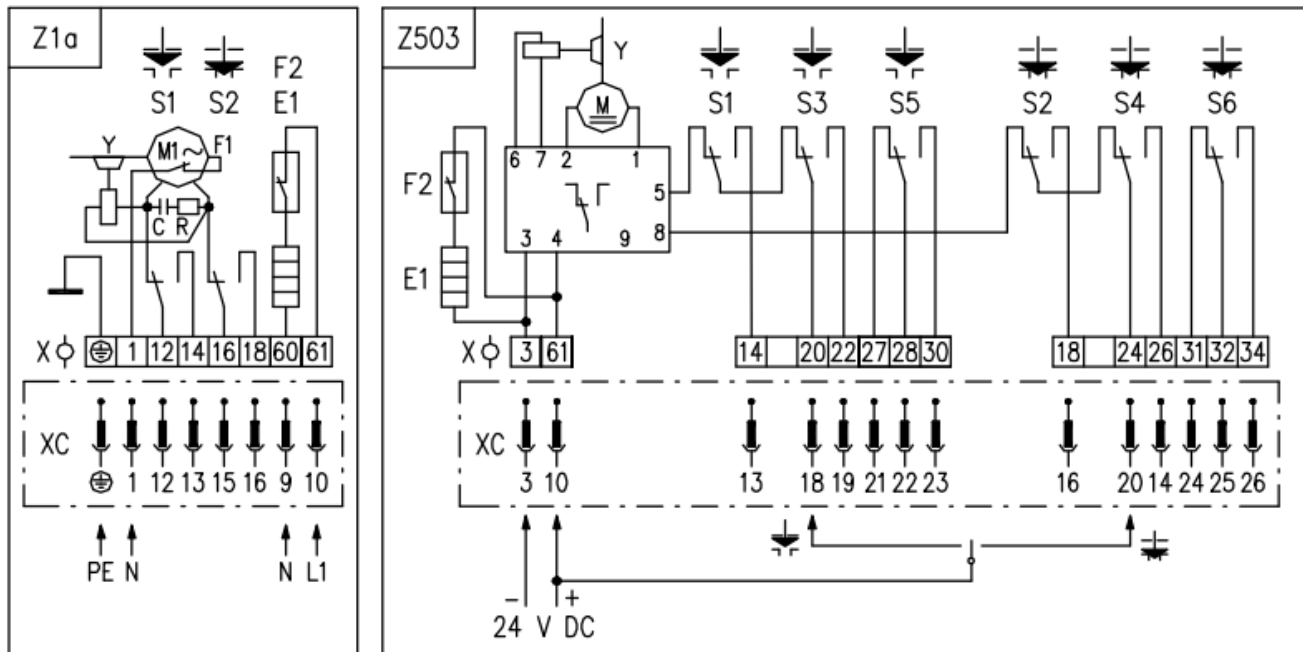 Z1a
S1 S2 F2
E1
Y M1 ~ F1
C R
X 1 12 14 16 18 60 61
XC
1 12 13 15 16 9 10
PE N N L1
Z503
Y
M
S1 S3 S5 S2 S4 S6
6 7 2 1
F2 5
8
3 4 9
E1
X 3 61 14 20 22 27 28 30 18 24 26 31 32 34
XC
3 10 13 18 19 21 22 23 16 20 14 24 25 26
- +
24 V DC